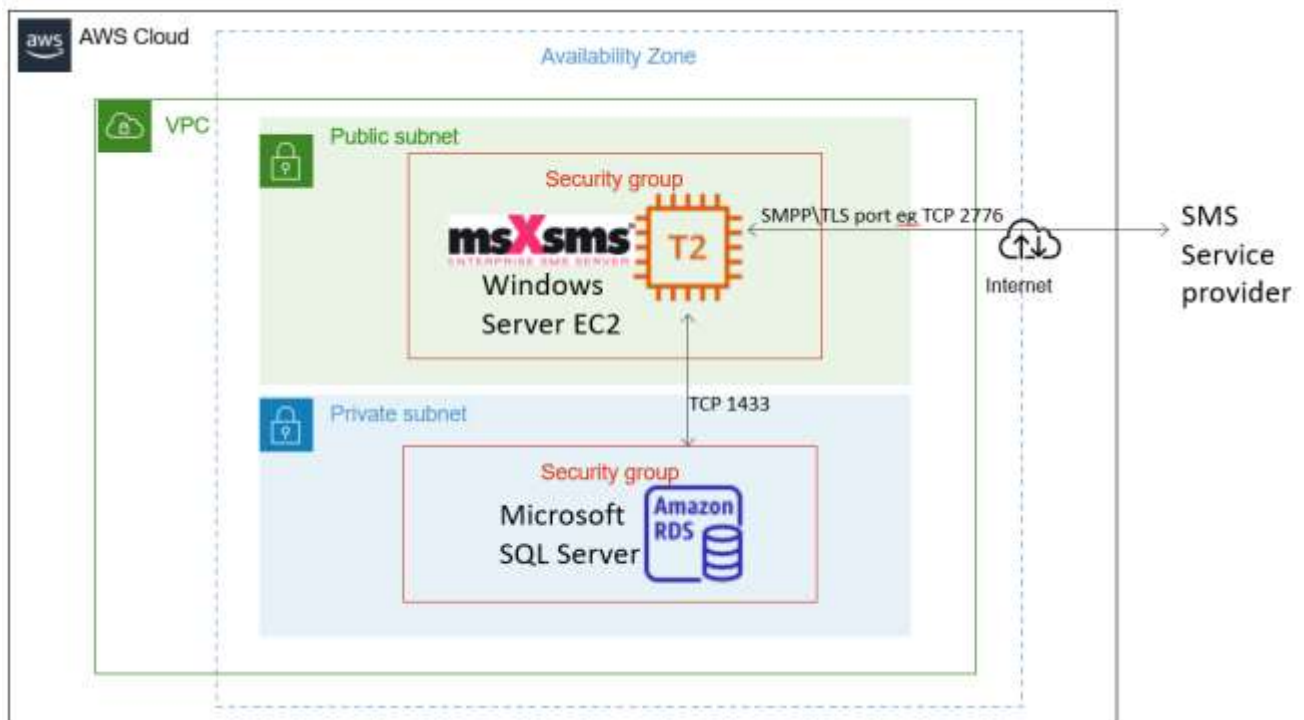 aws
AWS Cloud
Availability Zone
VPC
Public subnet
Security group
msXsms
ENTERPRISE SMS SERVER
T2
Windows
Server EC2
SMPP\TLS port eg TCP 2776
Internet
SMS
Service
provider
TCP 1433
Private subnet
Security group
Microsoft
SQL Server
Amazon
RDS